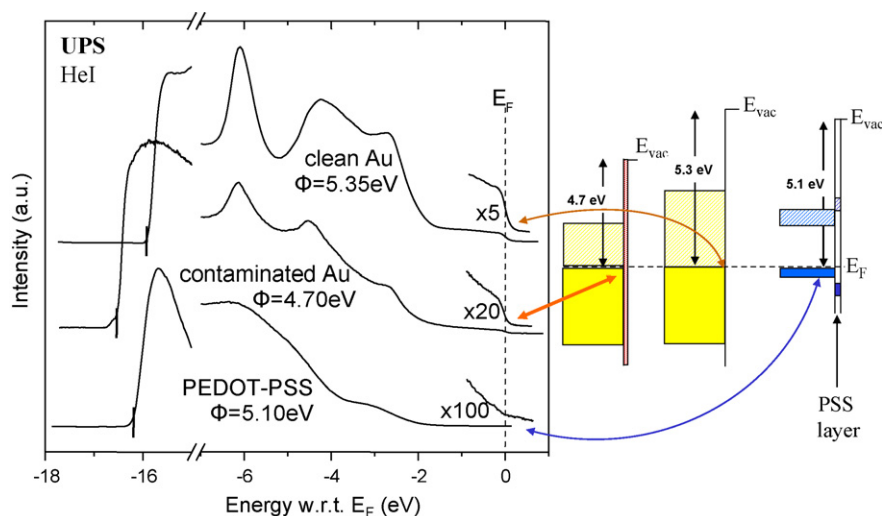 UPS
HeI
E_F
clean Au
Φ=5.35eV
x5
contaminated Au
Φ=4.70eV
x20
PEDOT-PSS
Φ=5.10eV
x100
Intensity (a.u.)
-18 -16 -6 -4 -2 0
Energy w.r.t. E_F (eV)
E_vac
4.7 eV
E_vac
5.3 eV
E_vac
5.1 eV
E_F
PSS
layer